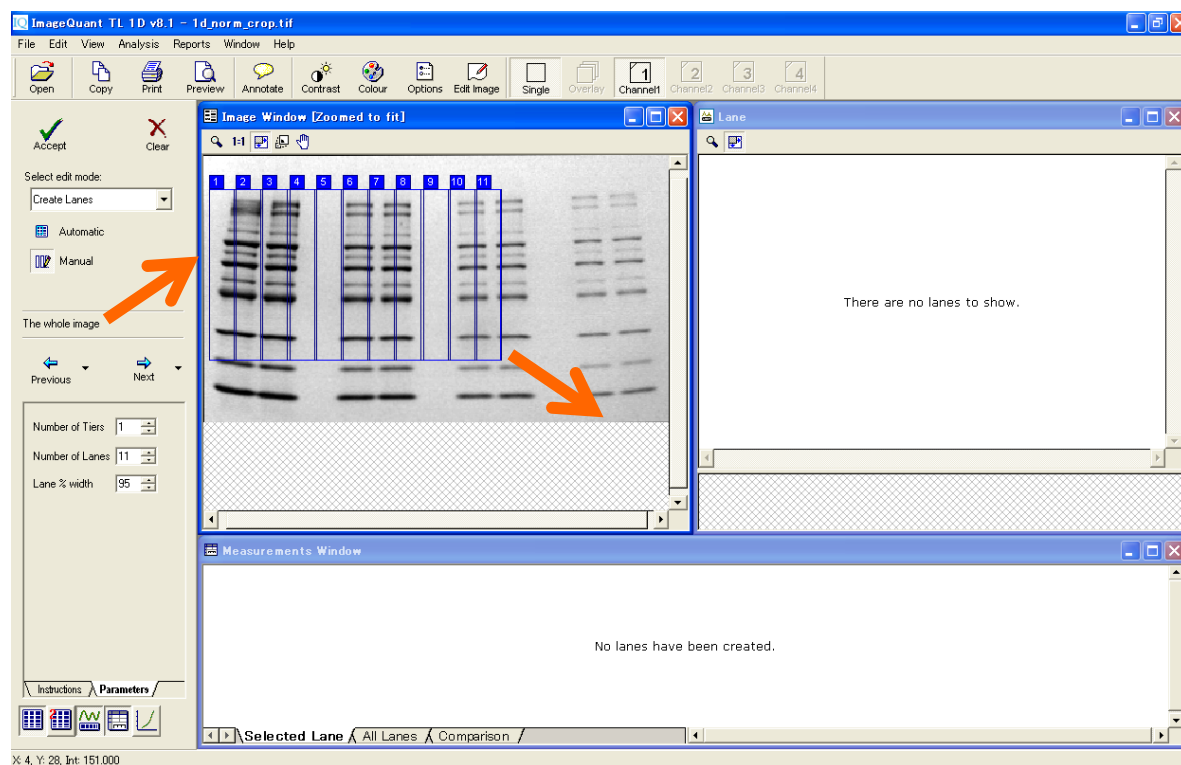 ImageQuant TL 1D v8.1 - 1d_norm_crop.tif
File Edit View Analysis Reports Window Help
Open Copy Print Preview Annotate Contrast Colour Options Edit Image Single Overlay Channel1 Channel2 Channel3 Channel4
1 2 3 4
Accept Clear
Select edit mode:
Create Lanes
Automatic
Manual
The whole image
Previous Next
Number of Tiers 1
Number of Lanes 11
Lane % width 95
Instructions Parameters
Image Window [Zoomed to fit]
1:1
1 2 3 4 5 6 7 8 9 10 11
Lane
There are no lanes to show.
Measurements Window
No lanes have been created.
Selected Lane All Lanes Comparison
X: 4, Y: 28, Int: 151.000